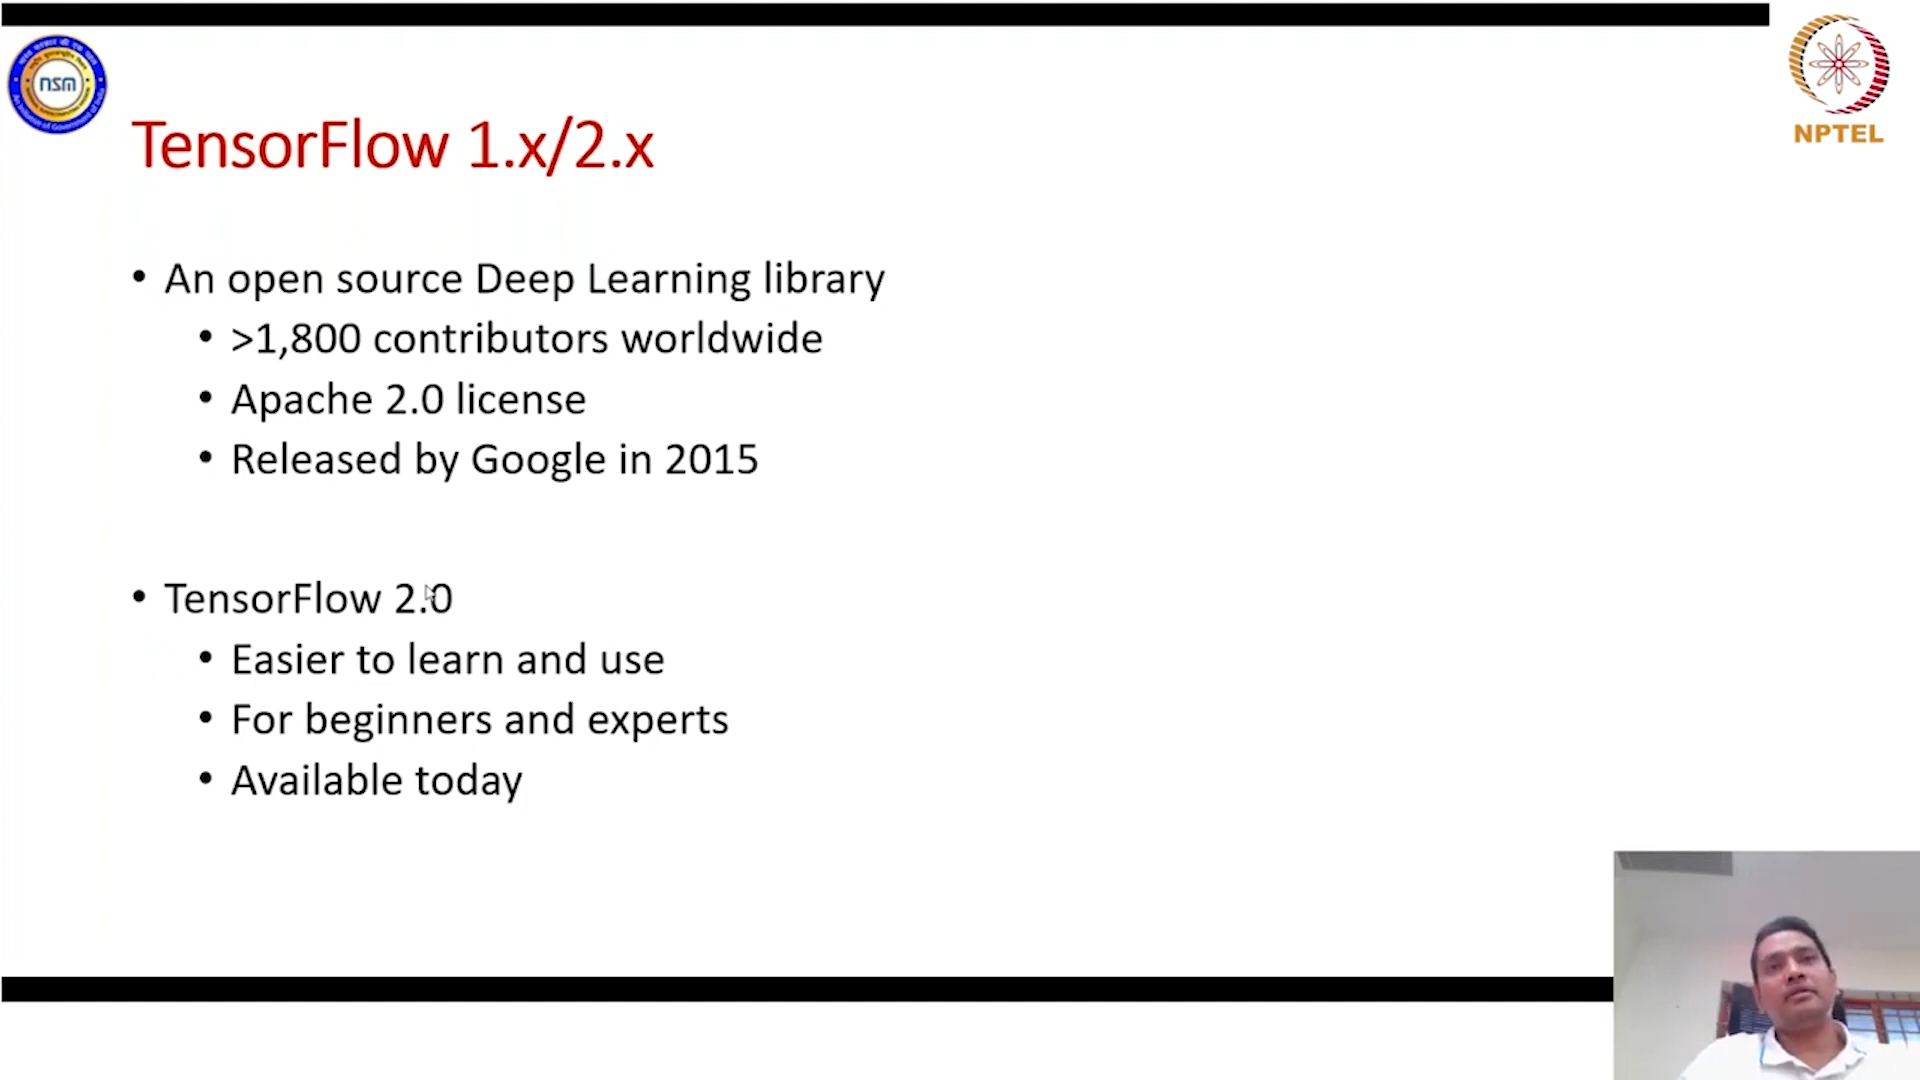 nsm
NPTEL
TensorFlow 1.x/2.x
• An open source Deep Learning library
• >1,800 contributors worldwide
• Apache 2.0 license
• Released by Google in 2015
• TensorFlow 2.0
• Easier to learn and use
• For beginners and experts
• Available today